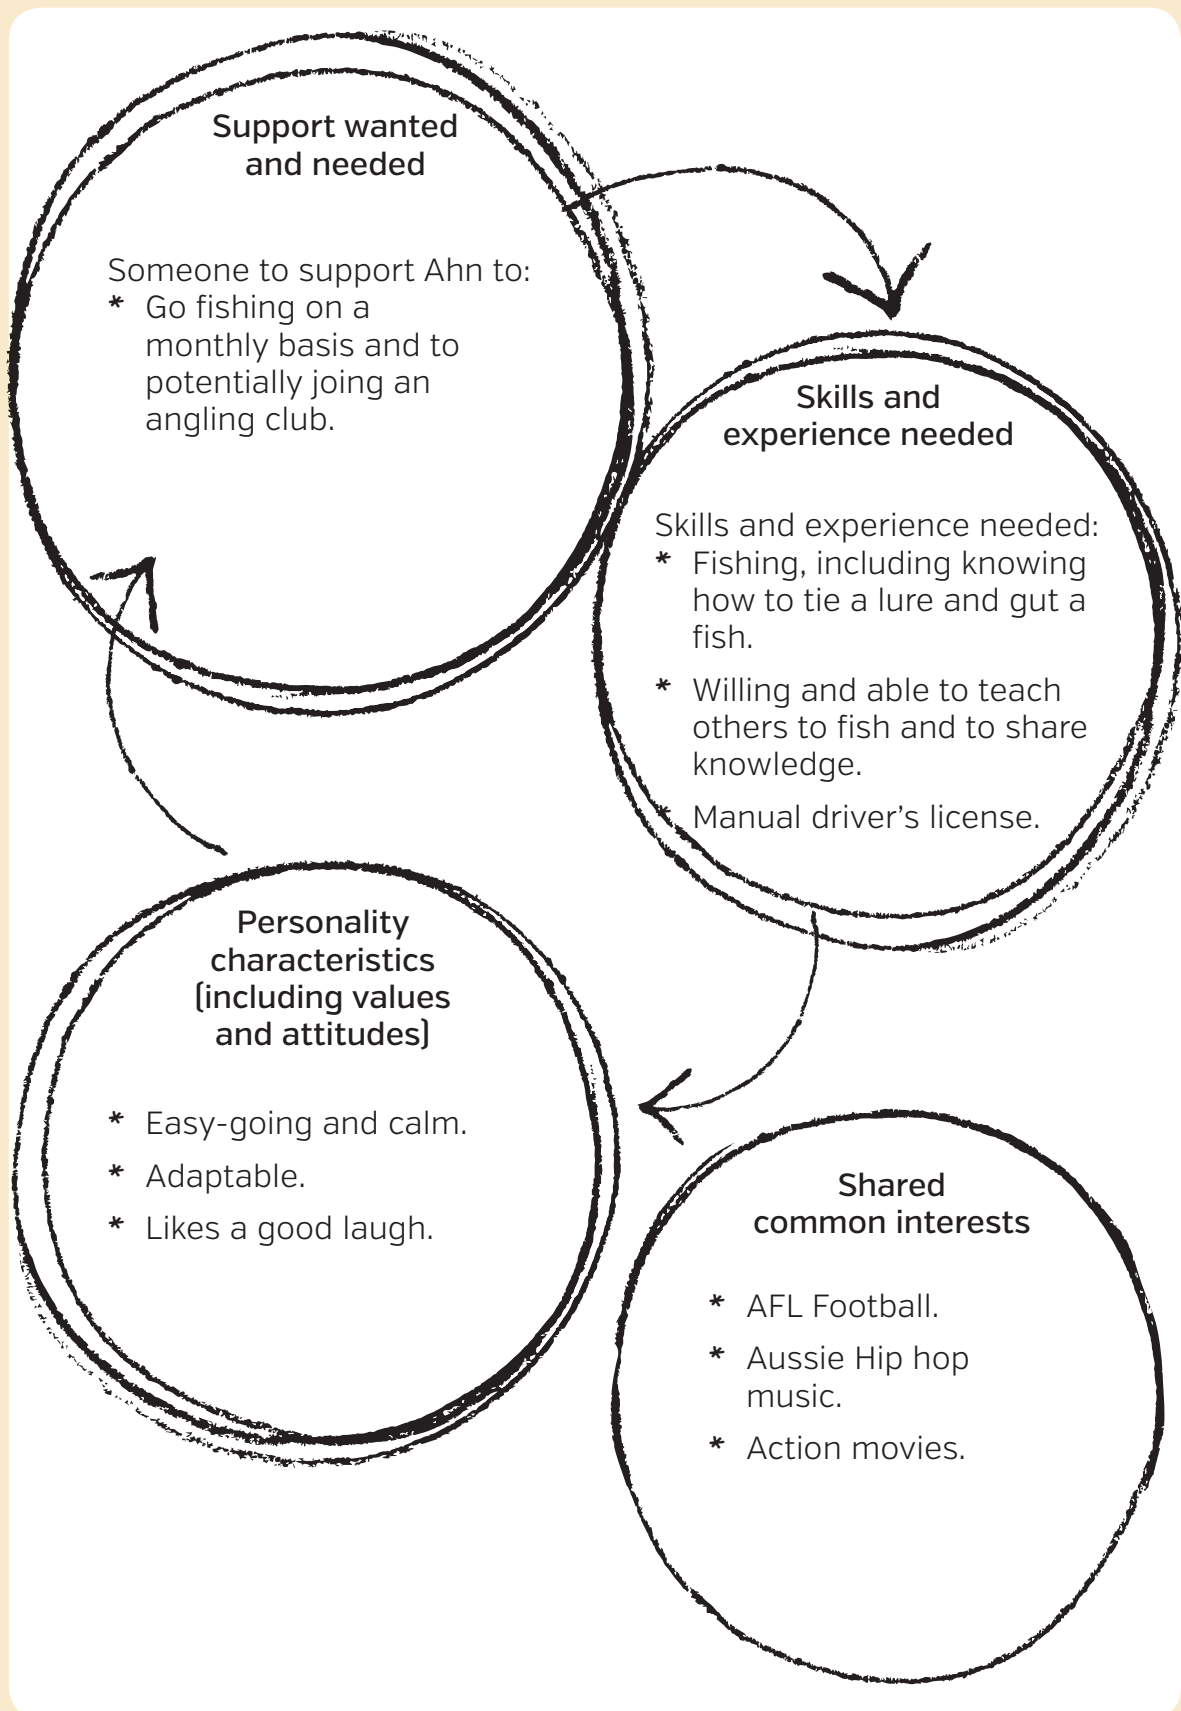 Support wanted
and needed
Someone to support Ahn to:
* Go fishing on a
monthly basis and to
potentially joing an
angling club.
Skills and
experience needed
Skills and experience needed:
* Fishing, including knowing
how to tie a lure and gut a
fish.
* Willing and able to teach
others to fish and to share
knowledge.
* Manual driver’s license.
Personality
characteristics
(including values
and attitudes)
* Easy-going and calm.
* Adaptable.
* Likes a good laugh.
Shared
common interests
* AFL Football.
* Aussie Hip hop
music.
* Action movies.